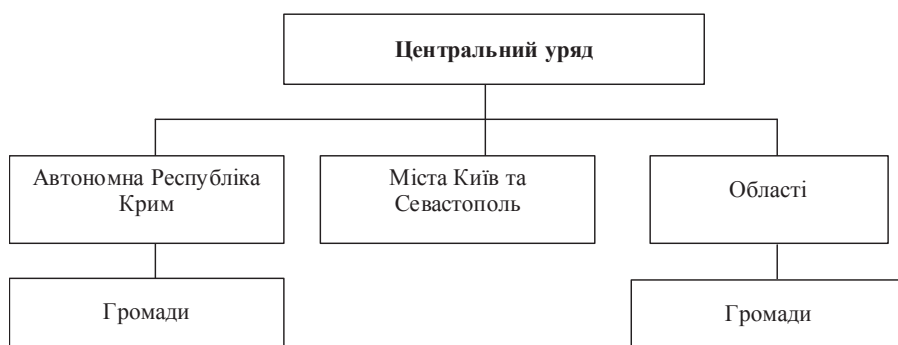 Центральний уряд
Автономна Республіка
Крим
Міста Київ та
Севастополь
Області
Громади
Громади